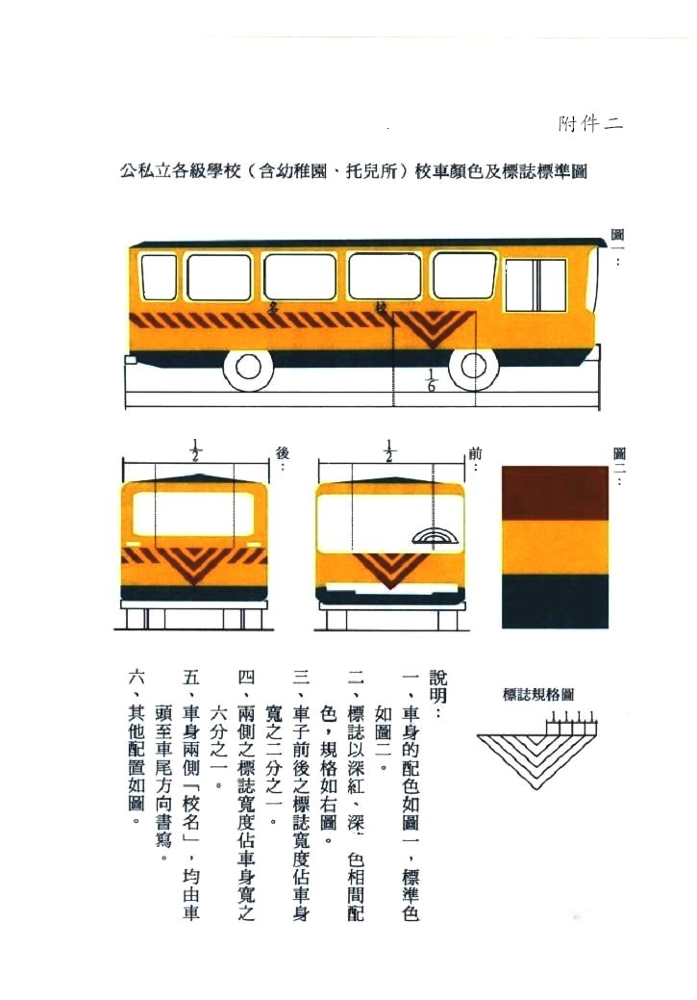 附件二
公私立各級學校（含幼稚園、托兒所）校車顏色及標誌標準圖
圖一：
校名
1/6
後：
1/2
前：
1/2
圖二：
標誌規格圖
1 1 1 1
說明：
一、車身的配色如圖一，標準色
如圖二。
二、標誌以深紅、深 色相間配
色，規格如右圖。
三、車子前後之標誌寬度佔車身
寬之二分之一。
四、兩側之標誌寬度佔車身寬之
六分之一。
五、車身兩側「校名」，均由車
頭至車尾方向書寫。
六、其他配置如圖。